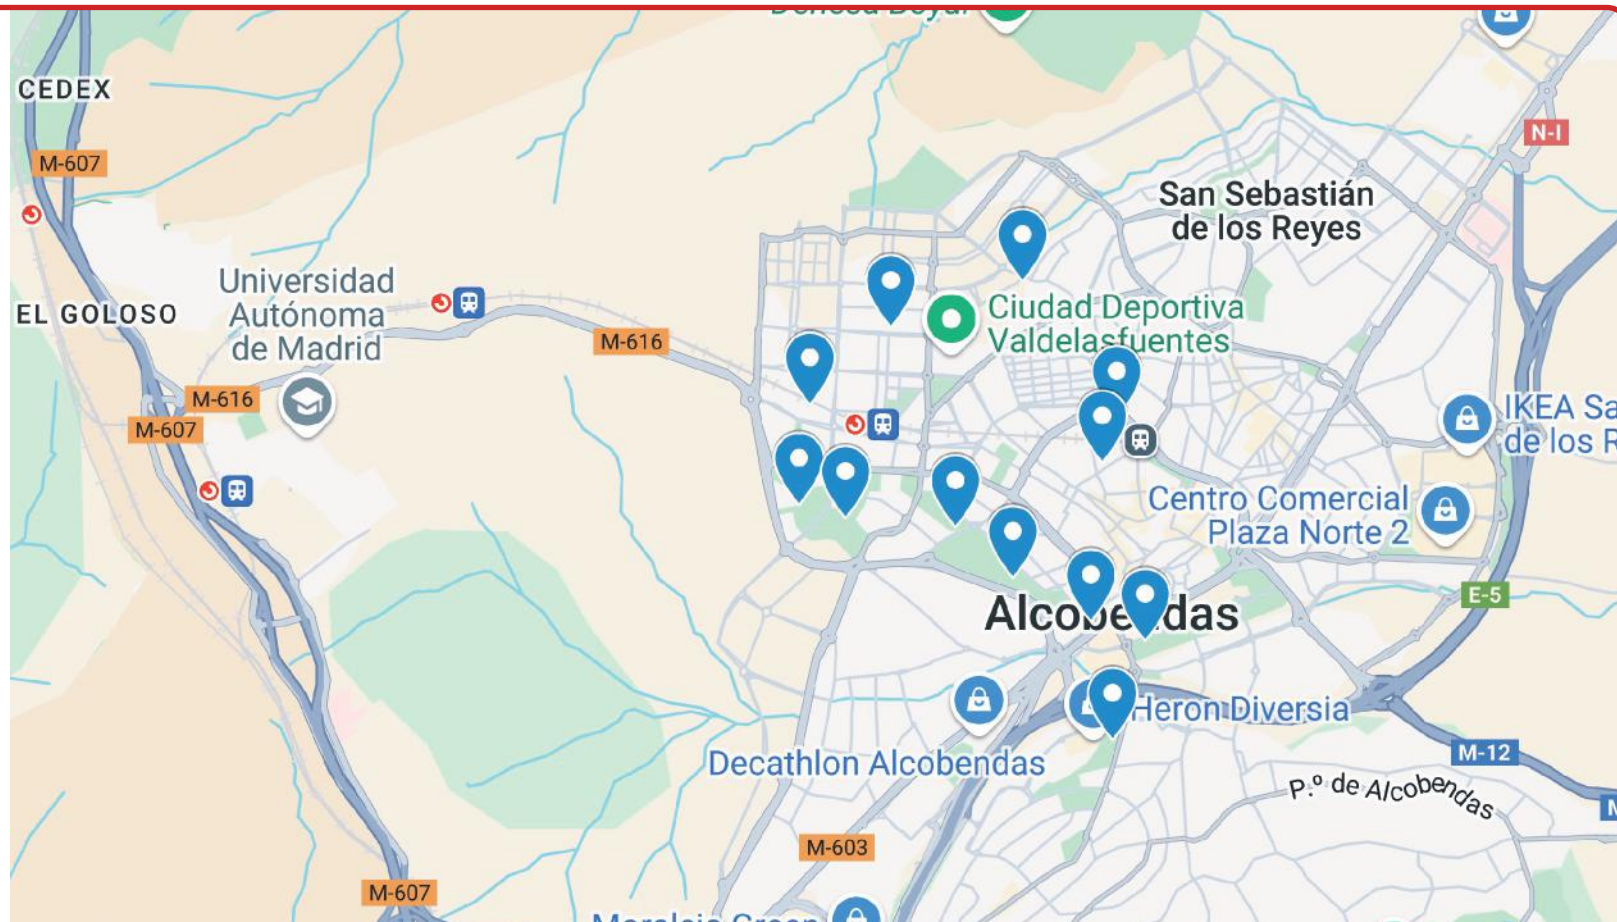 CEDEX
M-607
N-I
San Sebastián
de los Reyes
Universidad
Autónoma
de Madrid
EL GOLOSO
Ciudad Deportiva
Valdelasfuentes
M-616
M-616
M-607
IKEA Sa
de los R
Centro Comercial
Plaza Norte 2
E-5
Alcobendas
Heron Diversia
Decathlon Alcobendas
M-12
P.º de Alcobendas
M-603
M-607